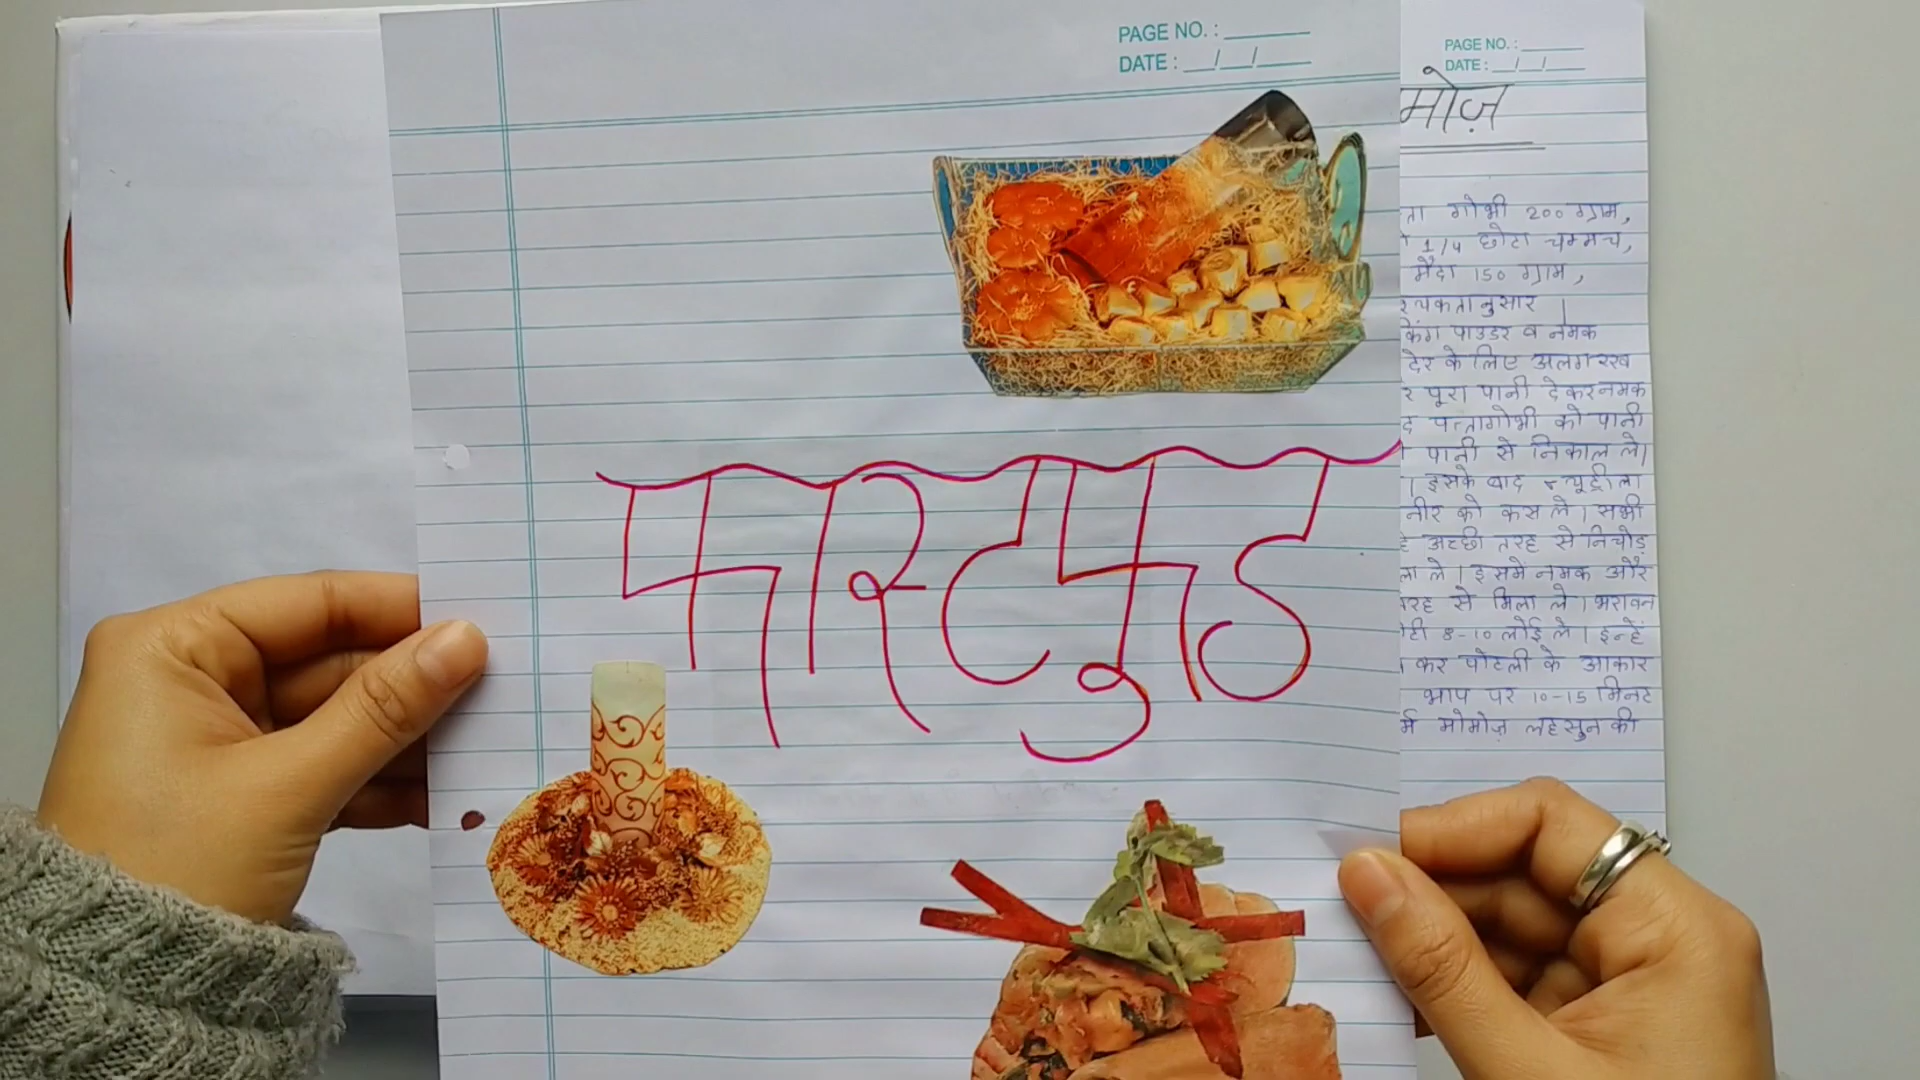 PAGE NO. :
DATE : / /
फास्टफुड
PAGE NO. :
DATE : / /
मोज़
गोभी 200 ग्राम,
1/4 छोटा चम्मच,
मैदा 150 ग्राम,
पाउडर व नमक
देर के लिए अलग रख
पूरा पानी देकर नमक
पत्तागोभी को पानी
पानी से निकाल ले।
। इसके बाद न्यूट्रीला
को कस ले। सभी
अच्छी तरह से निचोड़
ले। इसमें नमक और
से मिला ले। भरावन
8-10 लोई ले। इन्हें
कर पोटली के आकार
भाप पर 10-15 मिनट
मोमोज़ लहसुन की